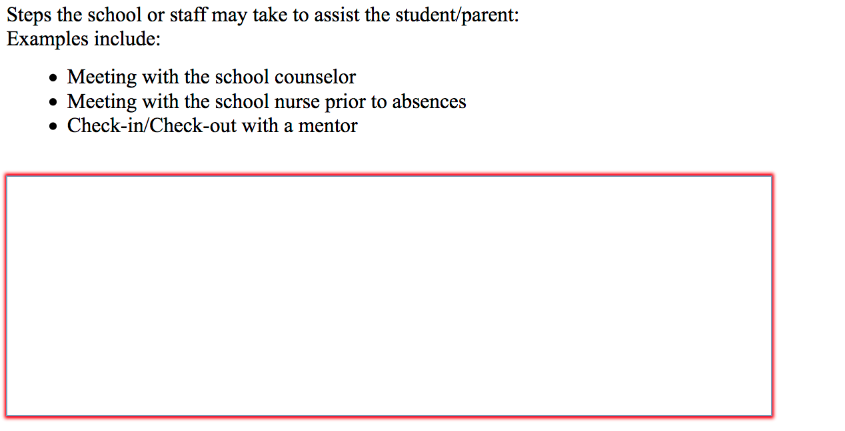 Steps the school or staff may take to assist the student/parent:
Examples include:
• Meeting with the school counselor
• Meeting with the school nurse prior to absences
• Check-in/Check-out with a mentor